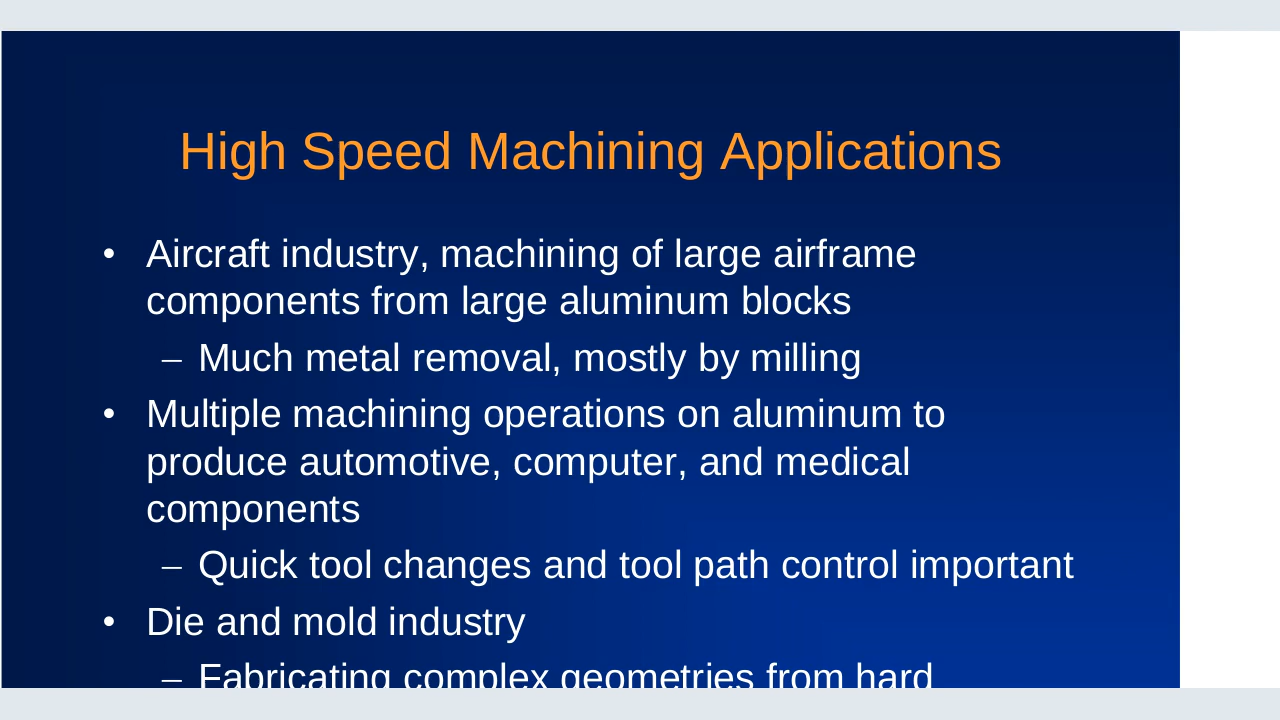 High Speed Machining Applications
• Aircraft industry, machining of large airframe
components from large aluminum blocks
– Much metal removal, mostly by milling
• Multiple machining operations on aluminum to
produce automotive, computer, and medical
components
– Quick tool changes and tool path control important
• Die and mold industry
– Fabricating complex geometries from hard